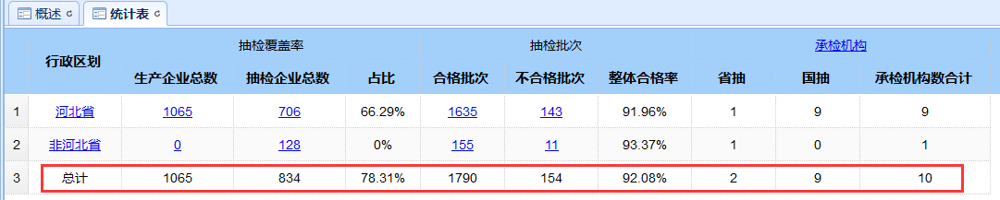 概述 统计表
行政区划 抽检覆盖率 抽检批次 承检机构
生产企业总数 抽检企业总数 占比 合格批次 不合格批次 整体合格率 省抽 国抽 承检机构数合计
1 河北省 1065 706 66.29% 1635 143 91.96% 1 9 9
2 非河北省 0 128 0% 155 11 93.37% 1 0 1
3 总计 1065 834 78.31% 1790 154 92.08% 2 9 10